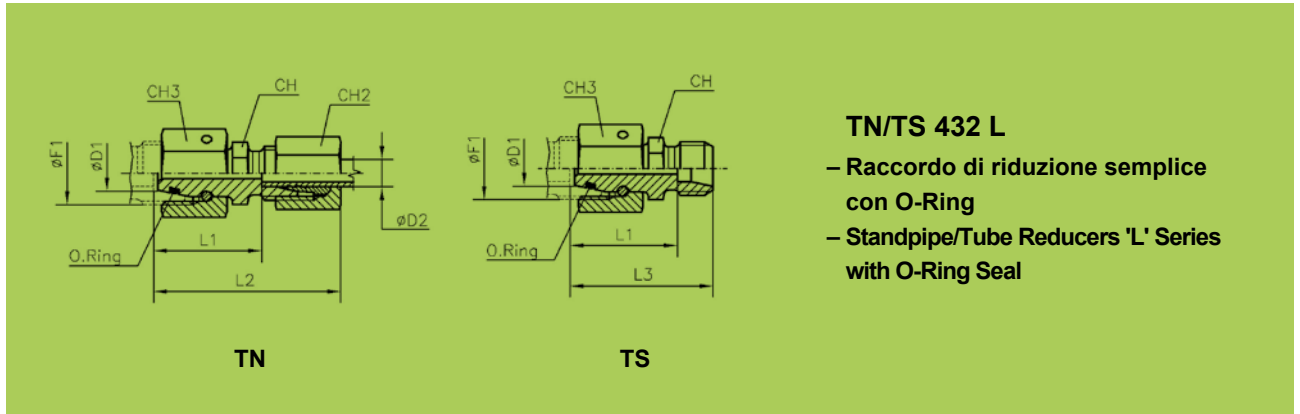 CH3
CH
CH2
øF1
øD1
øD2
O.Ring
L1
L2
TN
CH3
CH
øF1
øD1
O.Ring
L1
L3
TS
TN/TS 432 L
– Raccordo di riduzione semplice
con O-Ring
– Standpipe/Tube Reducers 'L' Series
with O-Ring Seal